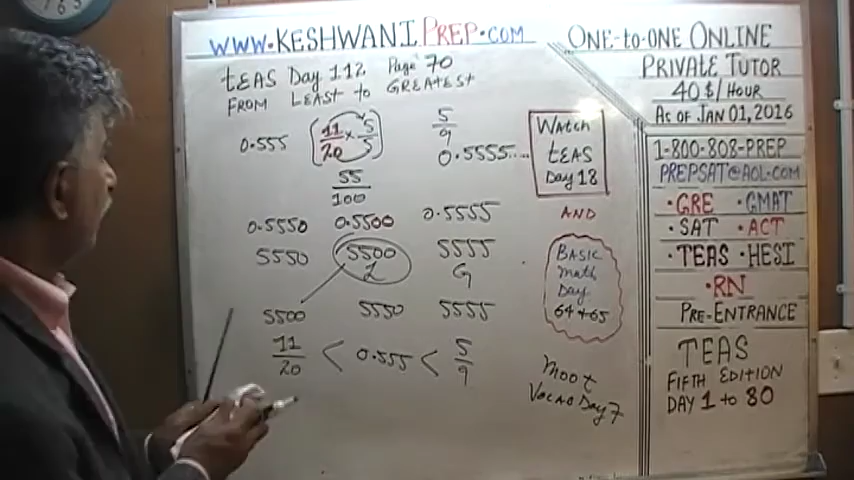 WWW.KESHWANIPREP.COM
TEAS Day 112 Page 70
FROM LEAST to GREATEST
0.555 (11/20 × 5/5) 5/9
0.5555....
55/100
0.5550 0.5500 0.5555
5550 5500 5555
L G
5500 5550 5555
11/20 < 0.555 < 5/9
Watch
tEAS
Day 18
AND
BASIC
Math
Day
64+65
Moot
Vocab Day 7
ONE-to-ONE ONLINE
PRIVATE TUTOR
40$/HOUR
AS OF JAN 01, 2016
1-800-808-PREP
PREPSAT@AOL.COM
•GRE •GMAT
•SAT •ACT
•TEAS •HESI
•RN
PRE-ENTRANCE
TEAS
FIFTH EDITION
DAY 1 to 80